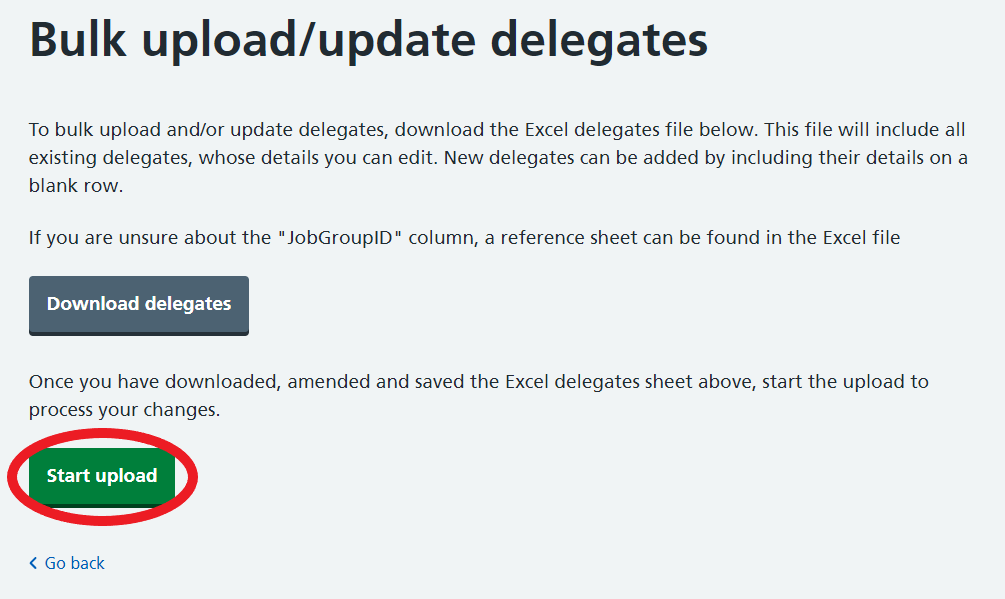 Bulk upload/update delegates
To bulk upload and/or update delegates, download the Excel delegates file below. This file will include all
existing delegates, whose details you can edit. New delegates can be added by including their details on a
blank row.
If you are unsure about the "JobGroupID" column, a reference sheet can be found in the Excel file
Download delegates
Once you have downloaded, amended and saved the Excel delegates sheet above, start the upload to
process your changes.
Start upload
Go back